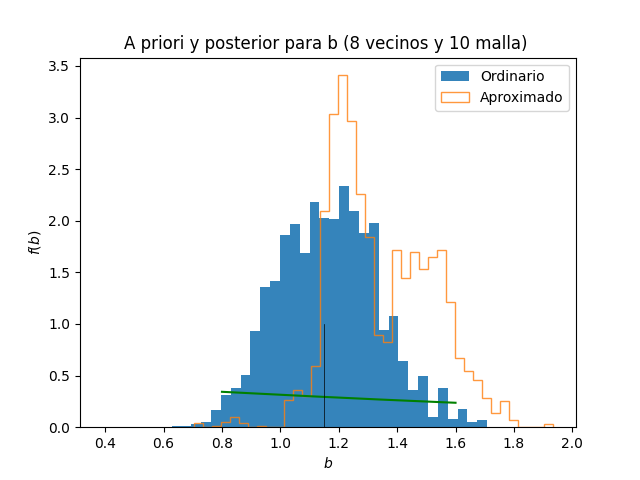 A priori y posterior para b (8 vecinos y 10 malla)
Ordinario
Aproximado
3.5
3.0
2.5
2.0
1.5
1.0
0.5
0.0
f(b)
0.4 0.6 0.8 1.0 1.2 1.4 1.6 1.8 2.0
b